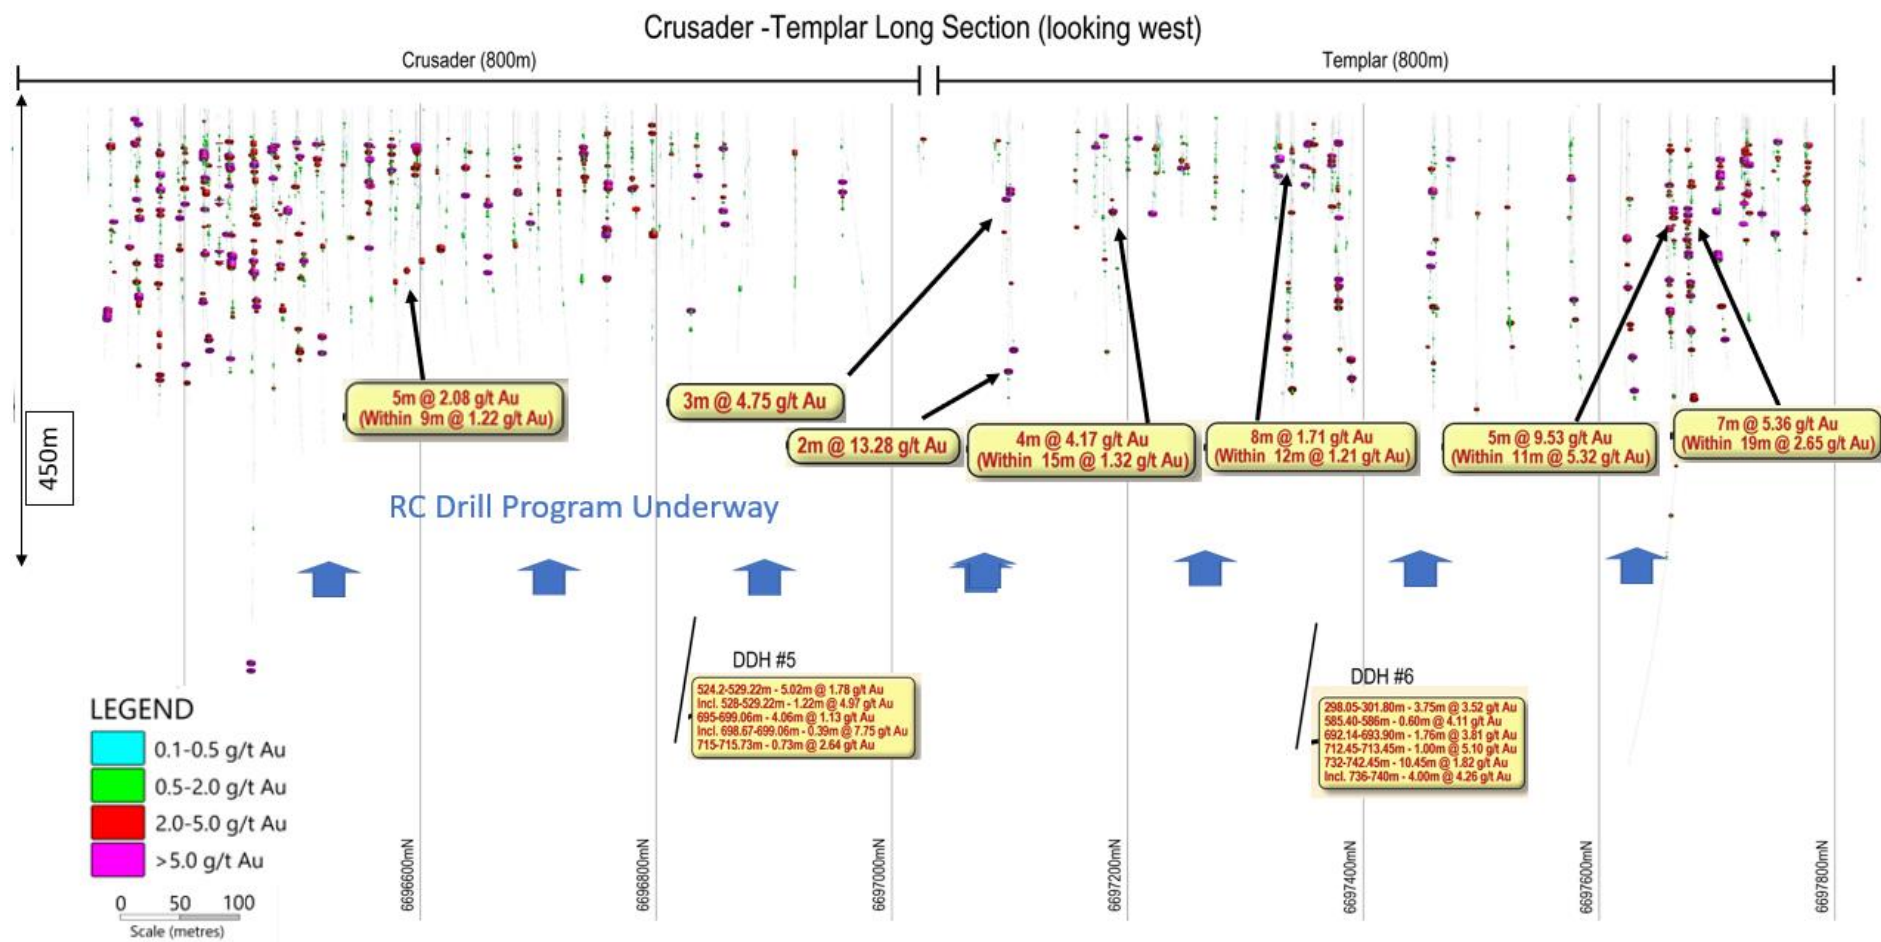 Crusader -Templar Long Section (looking west)
Crusader (800m)
Templar (800m)
450m
5m @ 2.08 g/t Au
(Within 9m @ 1.22 g/t Au)
3m @ 4.75 g/t Au
2m @ 13.28 g/t Au
4m @ 4.17 g/t Au
(Within 15m @ 1.32 g/t Au)
8m @ 1.71 g/t Au
(Within 12m @ 1.21 g/t Au)
5m @ 9.53 g/t Au
(Within 11m @ 5.32 g/t Au)
7m @ 5.36 g/t Au
(Within 19m @ 2.65 g/t Au)
RC Drill Program Underway
DDH #5
524.2-529.22m - 5.02m @ 1.78 g/t Au
Incl. 528-529.22m - 1.22m @ 4.97 g/t Au
695-699.06m - 4.06m @ 1.13 g/t Au
Incl. 698.67-699.06m - 0.39m @ 7.75 g/t Au
715-715.73m - 0.73m @ 2.64 g/t Au
DDH #6
298.05-301.80m - 3.75m @ 3.52 g/t Au
585.40-586m - 0.60m @ 4.11 g/t Au
692.14-693.90m - 1.76m @ 3.81 g/t Au
712.45-713.45m - 1.00m @ 5.10 g/t Au
732-742.45m - 10.45m @ 1.82 g/t Au
Incl. 736-740m - 4.00m @ 4.26 g/t Au
LEGEND
0.1-0.5 g/t Au
0.5-2.0 g/t Au
2.0-5.0 g/t Au
>5.0 g/t Au
0 50 100
Scale (metres)
6696600mN
6696800mN
6697000mN
6697200mN
6697400mN
6697600mN
6697800mN